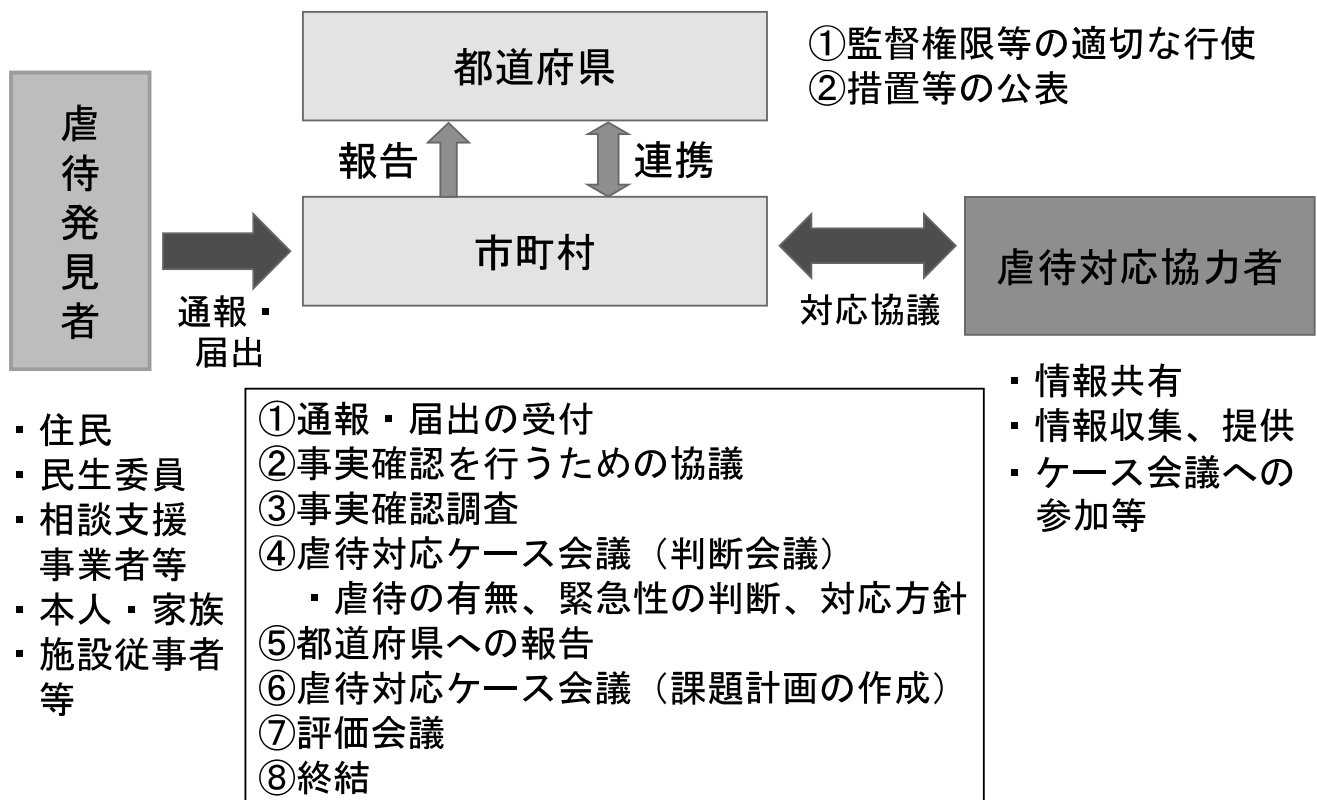 都道府県
①監督権限等の適切な行使
②措置等の公表
虐待発見者
報告
連携
市町村
虐待対応協力者
通報・
届出
対応協議
・住民
・民生委員
・相談支援
事業者等
・本人・家族
・施設従事者
等
①通報・届出の受付
②事実確認を行うための協議
③事実確認調査
④虐待対応ケース会議（判断会議）
・虐待の有無、緊急性の判断、対応方針
⑤都道府県への報告
⑥虐待対応ケース会議（課題計画の作成）
⑦評価会議
⑧終結
・情報共有
・情報収集、提供
・ケース会議への
参加等